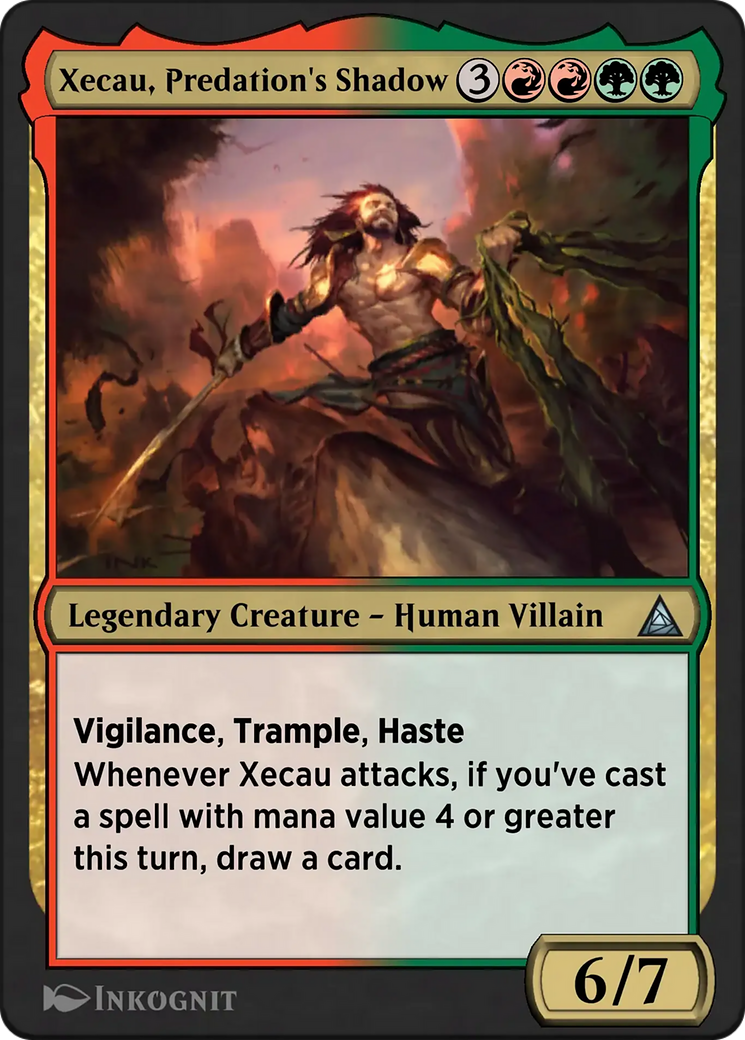 Xecau, Predation's Shadow 3
INK
Legendary Creature – Human Villain
Vigilance, Trample, Haste
Whenever Xecau attacks, if you've cast
a spell with mana value 4 or greater
this turn, draw a card.
6/7
INKOGNIT